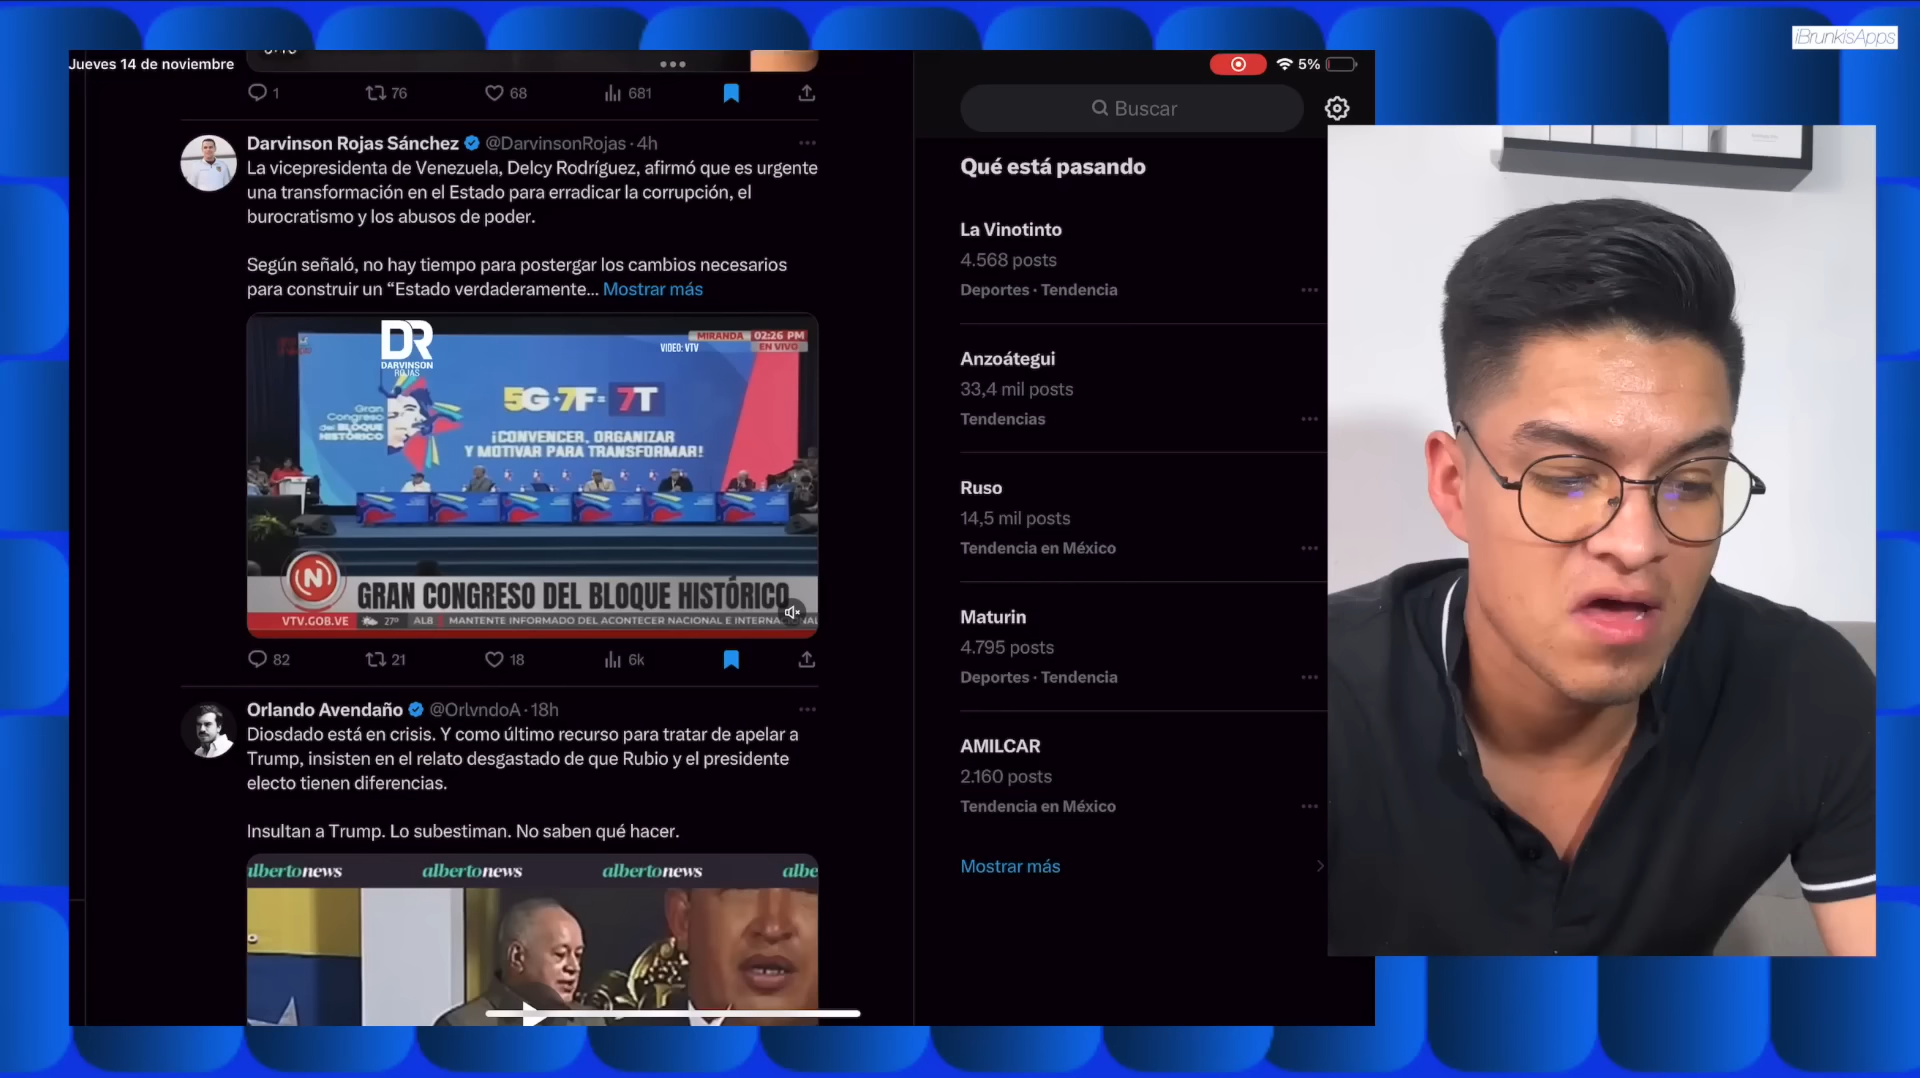 iBrunkisApps
Jueves 14 de noviembre
5%
1
76
68
681
Buscar
Darvinson Rojas Sánchez @DarvinsonRojas · 4h
La vicepresidenta de Venezuela, Delcy Rodríguez, afirmó que es urgente
una transformación en el Estado para erradicar la corrupción, el
burocratismo y los abusos de poder.
Según señaló, no hay tiempo para postergar los cambios necesarios
para construir un “Estado verdaderamente... Mostrar más
DR
DARVINSON
ROJAS
VIDEO: VTV
MIRANDA 02:26 PM
EN VIVO
Gran
Congreso
del BLOQUE
HISTÓRICO
5G·7F=7T
¡CONVENCER, ORGANIZAR
Y MOTIVAR PARA TRANSFORMAR!
N
GRAN CONGRESO DEL BLOQUE HISTÓRICO
VTV.GOB.VE 27° ALB MANTENTE INFORMADO DEL ACONTECER NACIONAL E
82
21
18
6k
Orlando Avendaño @OrlvndoA · 18h
Diosdado está en crisis. Y como último recurso para tratar de apelar a
Trump, insisten en el relato desgastado de que Rubio y el presidente
electo tienen diferencias.
Insultan a Trump. Lo subestiman. No saben qué hacer.
lbertonews albertonews albertonews albe
Qué está pasando
La Vinotinto
4.568 posts
Deportes · Tendencia
Anzoátegui
33,4 mil posts
Tendencias
Ruso
14,5 mil posts
Tendencia en México
Maturin
4.795 posts
Deportes · Tendencia
AMILCAR
2.160 posts
Tendencia en México
Mostrar más